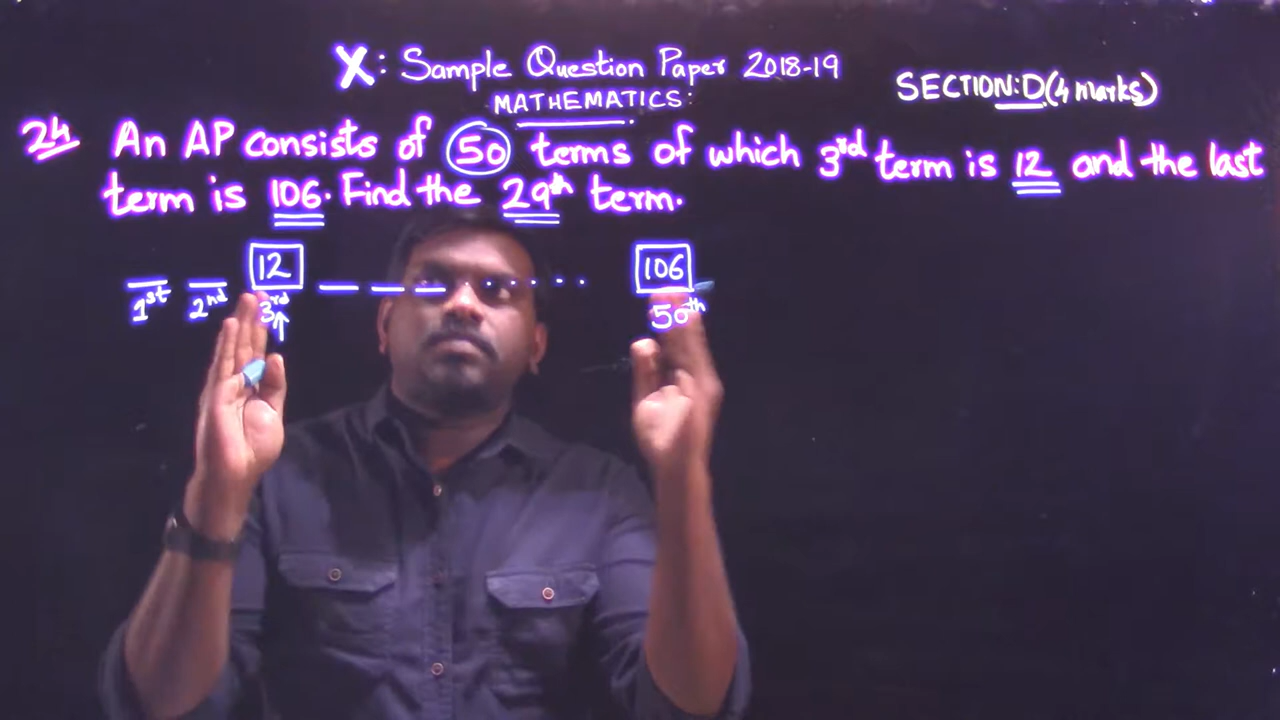 X: Sample Question Paper 2018-19
MATHEMATICS:
SECTION:D (4 marks)
24 An AP consists of 50 terms of which 3rd term is 12 and the last
term is 106. Find the 29th term.
12 106
1st 2nd 3rd 50th